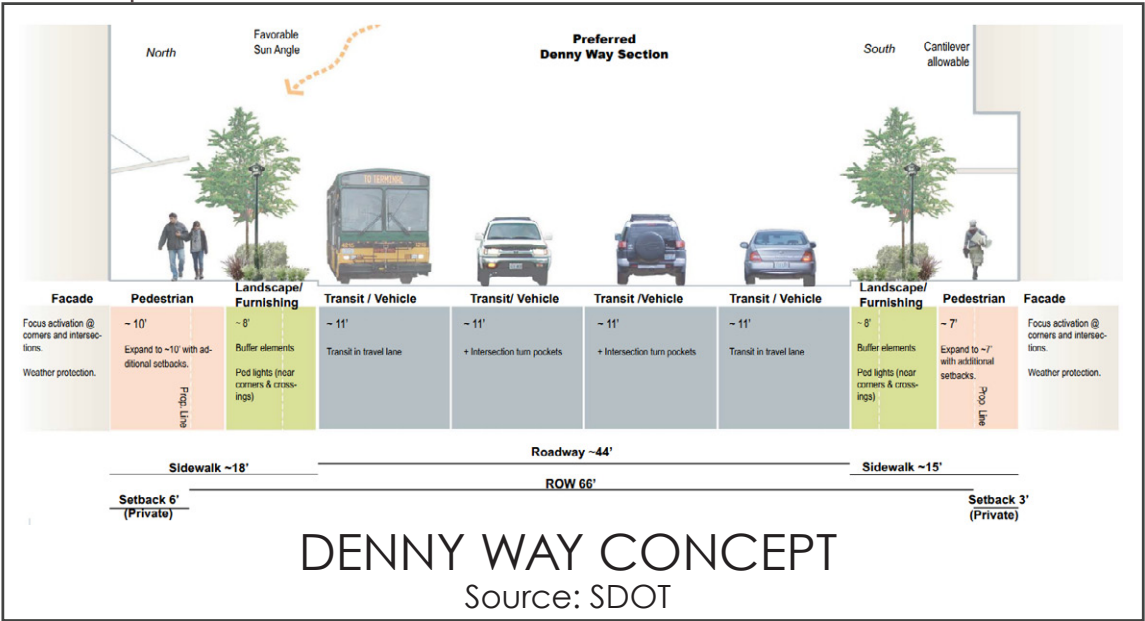 North
Favorable
Sun Angle
Preferred
Denny Way Section
South
Cantilever
allowable
TO TERMINAL
Facade
Focus activation @
corners and intersec-
tions.
Weather protection.
Pedestrian
~ 10’
Expand to ~10’ with ad-
ditional setbacks.
Prop. Line
Landscape/
Furnishing
~ 8’
Buffer elements
Ped lights (near
corners & cross-
ings)
Transit / Vehicle
~ 11’
Transit in travel lane
Transit/ Vehicle
~ 11’
+ Intersection turn pockets
Transit /Vehicle
~ 11’
+ Intersection turn pockets
Transit / Vehicle
~ 11’
Transit in travel lane
Landscape/
Furnishing
~ 8’
Buffer elements
Ped lights (near
corners & cross-
ings)
Pedestrian
~ 7’
Expand to ~7’
with additional
setbacks.
Prop. Line
Facade
Focus activation @
corners and intersec-
tions.
Weather protection.
Roadway ~44’
Sidewalk ~18’
Sidewalk ~15’
ROW 66’
Setback 6’
(Private)
Setback 3’
(Private)
DENNY WAY CONCEPT
Source: SDOT